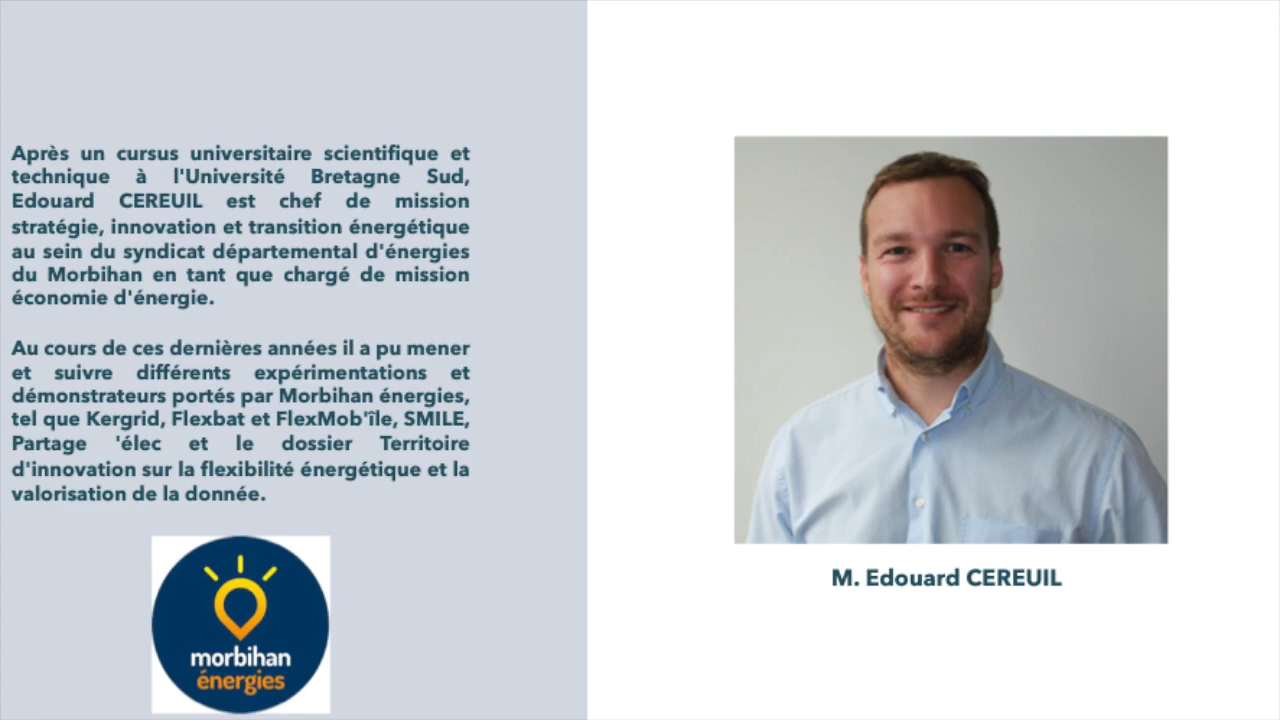 Après un cursus universitaire scientifique et
technique à l'Université Bretagne Sud,
Edouard CEREUIL est chef de mission
stratégie, innovation et transition énergétique
au sein du syndicat départemental d'énergies
du Morbihan en tant que chargé de mission
économie d'énergie.
Au cours de ces dernières années il a pu mener
et suivre différents expérimentations et
démonstrateurs portés par Morbihan énergies,
tel que Kergrid, Flexbat et FlexMob'île, SMILE,
Partage 'élec et le dossier Territoire
d'innovation sur la flexibilité énergétique et la
valorisation de la donnée.
morbihan
énergies
M. Edouard CEREUIL